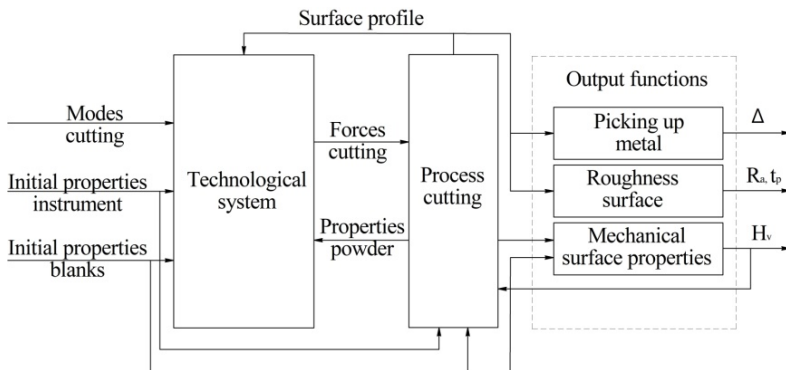 Surface profile
Output functions
Modes
cutting
Initial properties
instrument
Initial properties
blanks
Technological
system
Forces
cutting
Properties
powder
Process
cutting
Picking up
metal
Δ
Roughness
surface
Ra, tp
Mechanical
surface properties
Hv